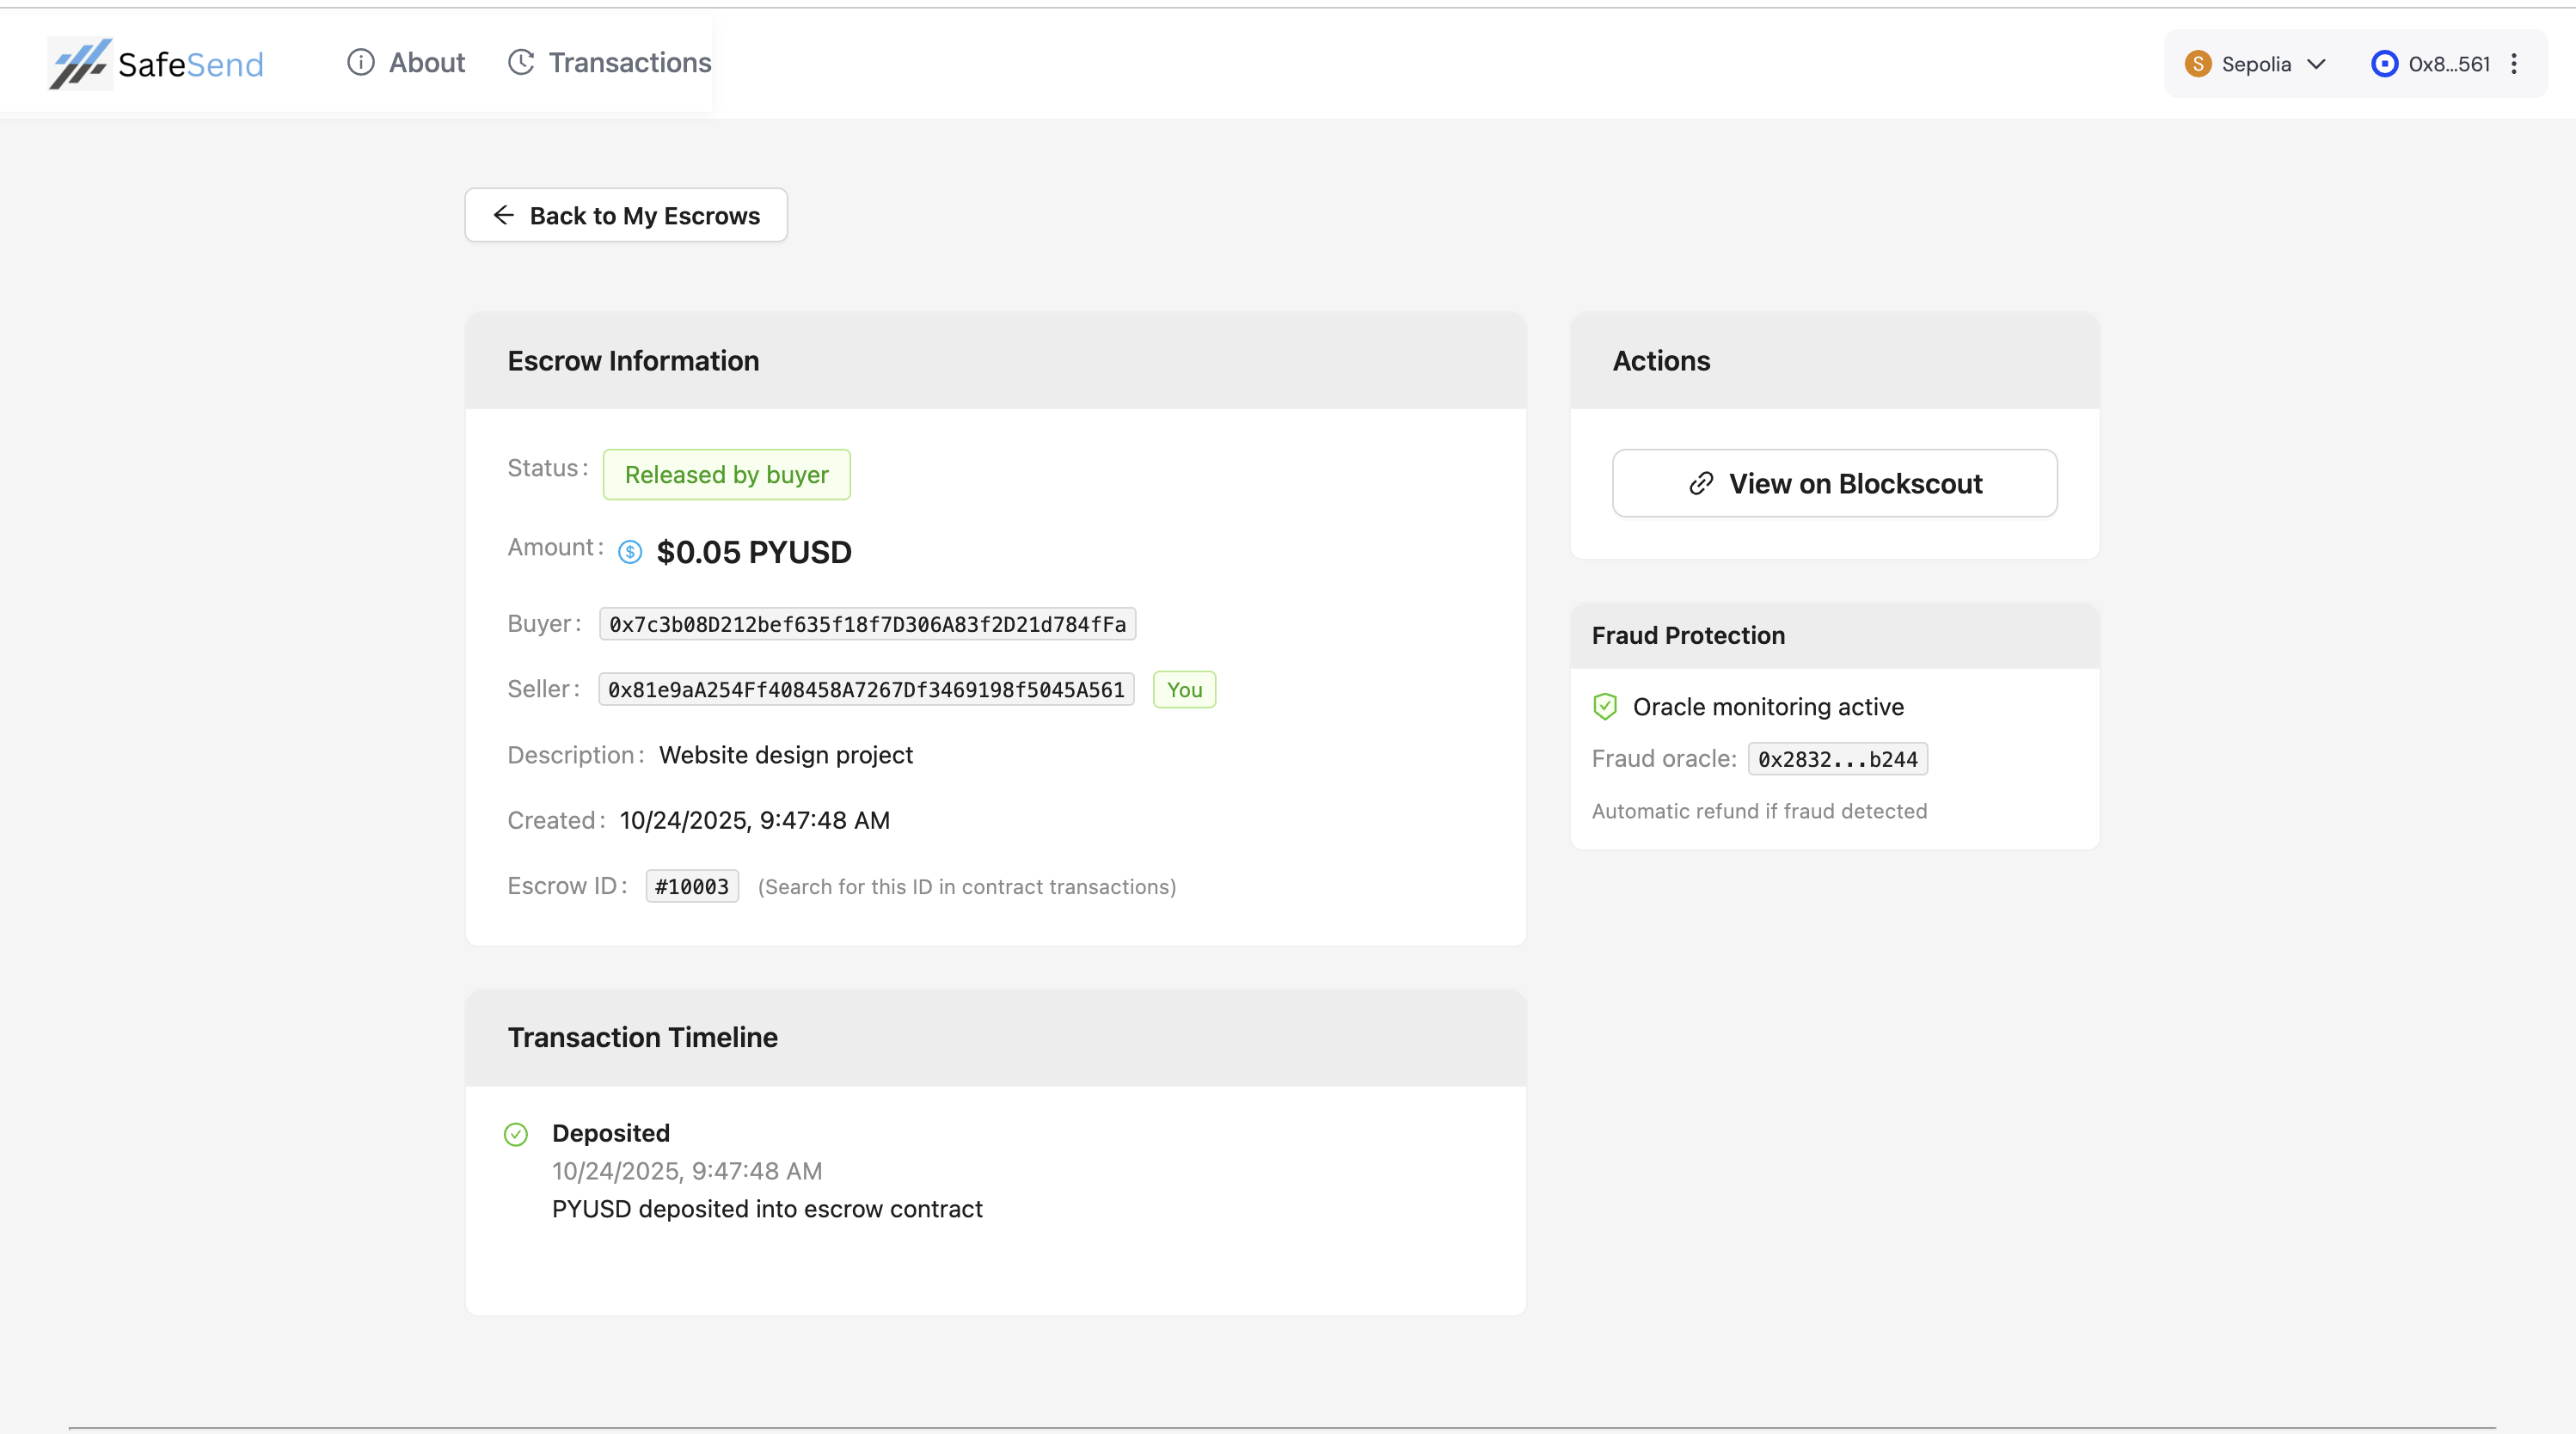 SafeSend
About
Transactions
S Sepolia
0x8...561
Back to My Escrows
Escrow Information
Status: Released by buyer
Amount: $ $0.05 PYUSD
Buyer: 0x7c3b08D212bef635f18f7D306A83f2D21d784fFa
Seller: 0x81e9aA254Ff408458A7267Df3469198f5045A561 You
Description: Website design project
Created: 10/24/2025, 9:47:48 AM
Escrow ID: #10003 (Search for this ID in contract transactions)
Actions
View on Blockscout
Fraud Protection
Oracle monitoring active
Fraud oracle: 0x2832...b244
Automatic refund if fraud detected
Transaction Timeline
Deposited
10/24/2025, 9:47:48 AM
PYUSD deposited into escrow contract